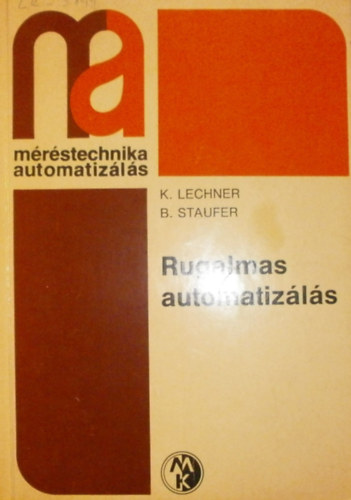 ma
méréstechnika
automatizálás
K. LECHNER
B. STAUFER
Rugalmas
automatizálás
MK